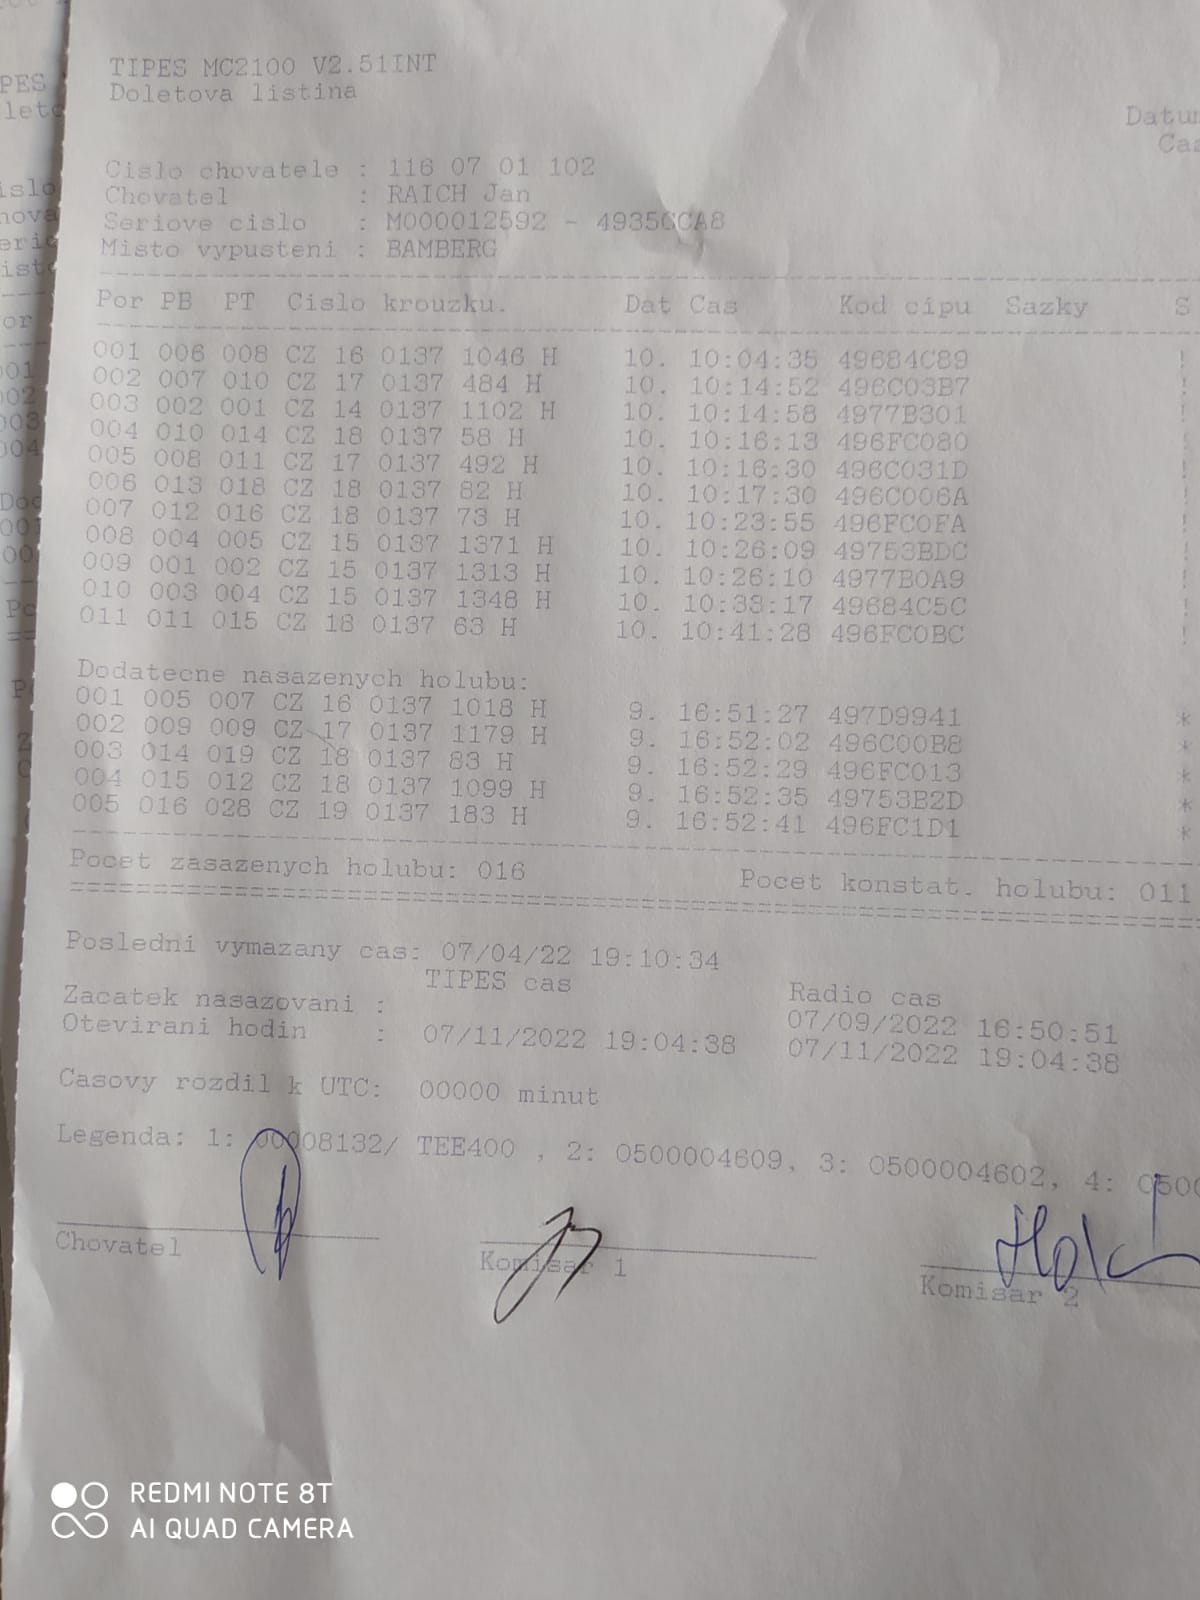 TIPES MC2100 V2.51INT
Doletova listina
Cislo chovatele : 116 07 01 102
Chovatel : RAICH Jan
Seriove cislo : M000012592 - 49356CA8
Misto vypusteni : BAMBERG
Por PB PT Cislo krouzku. Dat Cas Kod cipu Sazky S
001 006 008 CZ 16 0137 1046 H 10. 10:04:35 49684C89 !
002 007 010 CZ 17 0137 484 H 10. 10:14:52 496C03B7 !
003 002 001 CZ 14 0137 1102 H 10. 10:14:58 4977B301 !
004 010 014 CZ 18 0137 58 H 10. 10:16:13 496FC080 !
005 008 011 CZ 17 0137 492 H 10. 10:16:30 496C031D !
006 013 018 CZ 18 0137 82 H 10. 10:17:30 496C006A !
007 012 016 CZ 18 0137 73 H 10. 10:23:55 496FC0FA !
008 004 005 CZ 15 0137 1371 H 10. 10:26:09 49753BDC !
009 001 002 CZ 15 0137 1313 H 10. 10:26:10 4977B0A9 !
010 003 004 CZ 15 0137 1348 H 10. 10:33:17 49684C5C !
011 011 015 CZ 18 0137 63 H 10. 10:41:28 496FC0BC !
Dodatecne nasazenych holubu:
001 005 007 CZ 16 0137 1018 H 9. 16:51:27 497D9941 *
002 009 009 CZ 17 0137 1179 H 9. 16:52:02 496C00B8 *
003 014 019 CZ 18 0137 83 H 9. 16:52:29 496FC013 *
004 015 012 CZ 18 0137 1099 H 9. 16:52:35 49753B2D *
005 016 028 CZ 19 0137 183 H 9. 16:52:41 496FC1D1 *
Pocet zasazenych holubu: 016 Pocet konstat. holubu: 011
Posledni vymazany cas: 07/04/22 19:10:34
TIPES cas Radio cas
Zacatek nasazovani : 07/09/2022 16:50:51
Otevirani hodin : 07/11/2022 19:04:38 07/11/2022 19:04:38
Casovy rozdil k UTC: 00000 minut
Legenda: 1: 00008132/ TEE400 , 2: 0500004609, 3: 0500004602, 4:
Chovatel Komisar 1 Komisar 2
REDMI NOTE 8T
AI QUAD CAMERA